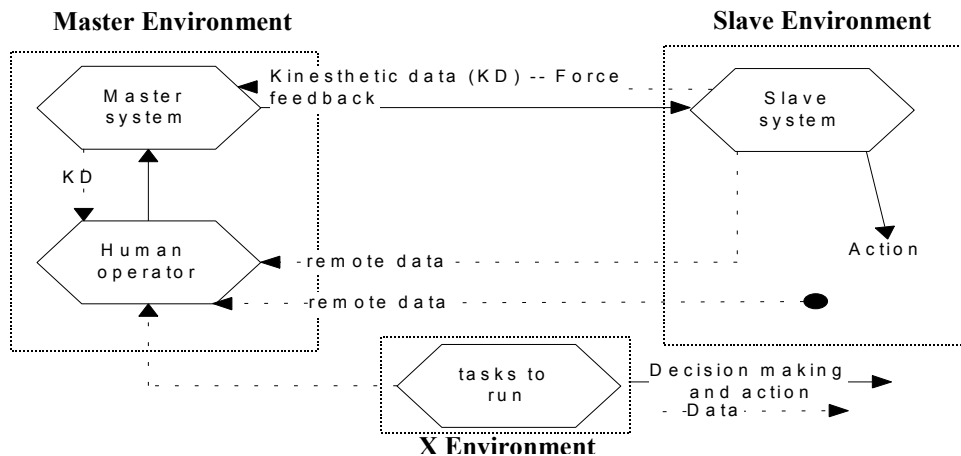 Master Environment
Slave Environment
Kinesthetic data (KD) -- Force
feedback
Master
system
Slave
system
KD
Human
operator
remote data
Action
remote data
tasks to
run
Decision making
and action
Data
X Environment